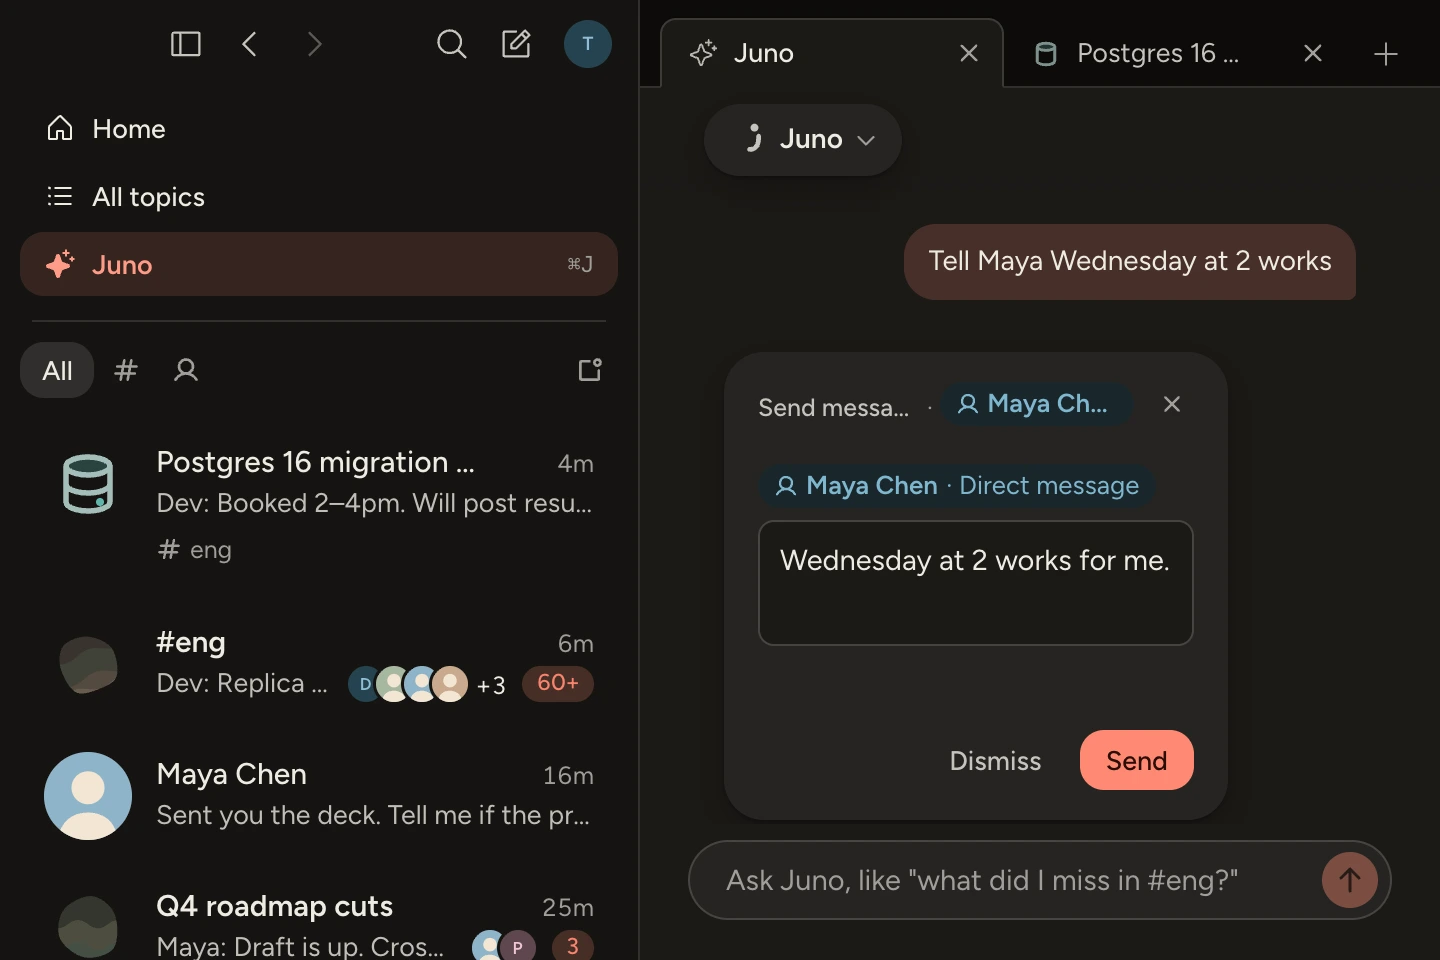 T
Home
All topics
Juno
⌘J
All
Postgres 16 migration ...
4m
Dev: Booked 2–4pm. Will post resu...
# eng
#eng
6m
Dev: Replica ...
D
+3
60+
Maya Chen
16m
Sent you the deck. Tell me if the pr...
Q4 roadmap cuts
25m
Maya: Draft is up. Cros...
P
3
Juno
Postgres 16 ...
Juno
Tell Maya Wednesday at 2 works
Send messa... · Maya Ch...
Maya Chen · Direct message
Wednesday at 2 works for me.
Dismiss
Send
Ask Juno, like "what did I miss in #eng?"